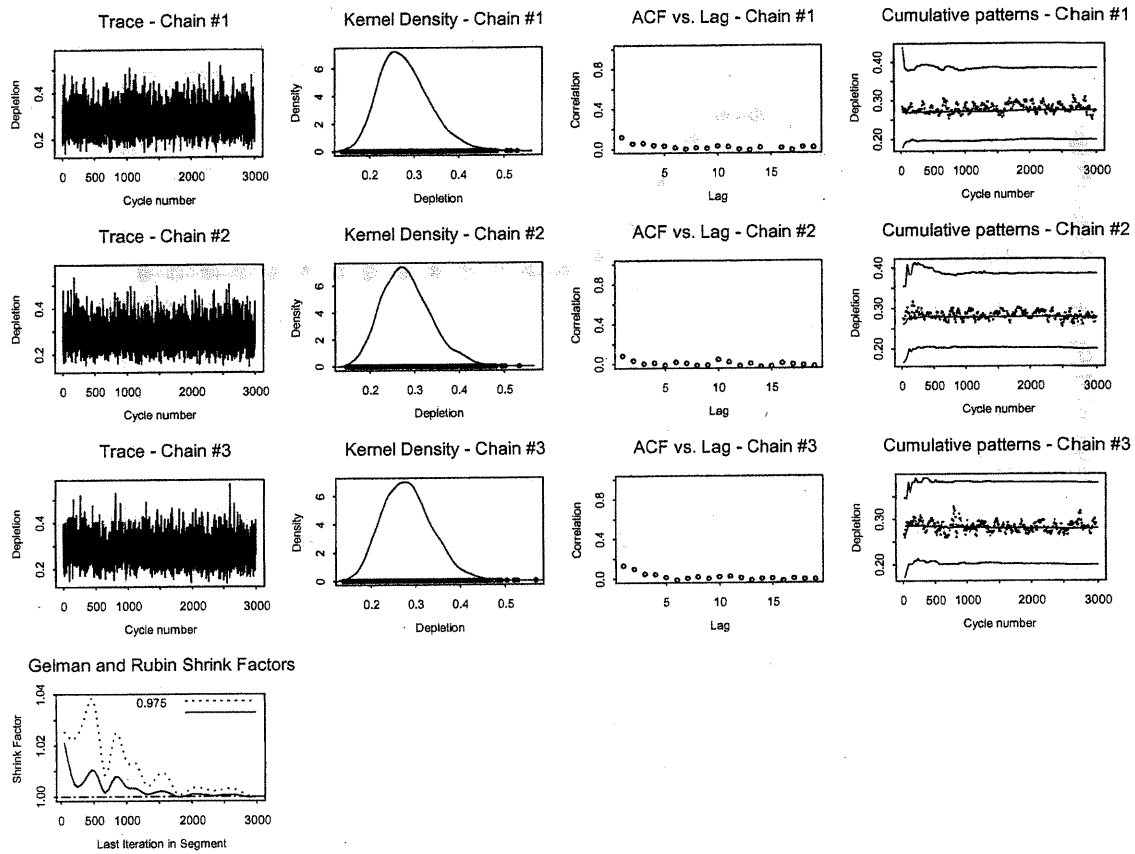 Trace - Chain #1
Kernel Density - Chain #1
ACF vs. Lag - Chain #1
Cumulative patterns - Chain #1
Depletion
0.4
0.2
0 500 1000 2000 3000
Cycle number
Density
6
4
2
0
0.2 0.3 0.4 0.5
Depletion
Correlation
0.8
0.4
0.0
5 10 15
Lag
Depletion
0.40
0.30
0.20
0 1000 2000 3000
Cycle number
Trace - Chain #2
Kernel Density - Chain #2
ACF vs. Lag - Chain #2
Cumulative patterns - Chain #2
Depletion
0.4
0.2
0 500 1000 2000 3000
Cycle number
Density
6
4
2
0
0.2 0.3 0.4 0.5
Depletion
Correlation
0.8
0.4
0.0
5 10 15
Lag
Depletion
0.40
0.30
0.20
0 1000 2000 3000
Cycle number
Trace - Chain #3
Kernel Density - Chain #3
ACF vs. Lag - Chain #3
Cumulative patterns - Chain #3
Depletion
0.4
0.2
0 500 1000 2000 3000
Cycle number
Density
6
4
2
0
0.2 0.3 0.4 0.5
Depletion
Correlation
0.8
0.4
0.0
5 10 15
Lag
Depletion
0.30
0.20
0 1000 2000 3000
Cycle number
Gelman and Rubin Shrink Factors
Shrink Factor
1.04
1.02
1.00
0.975
0 500 1000 2000 3000
Last Iteration in Segment